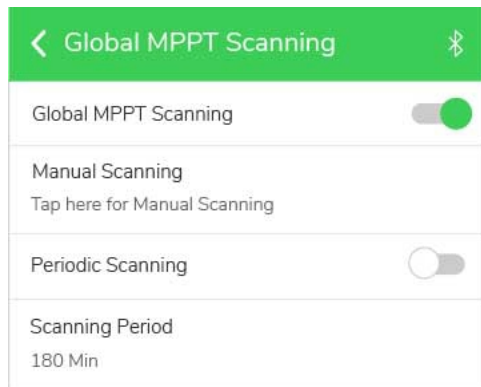 Global MPPT Scanning
Global MPPT Scanning
Manual Scanning
Tap here for Manual Scanning
Periodic Scanning
Scanning Period
180 Min